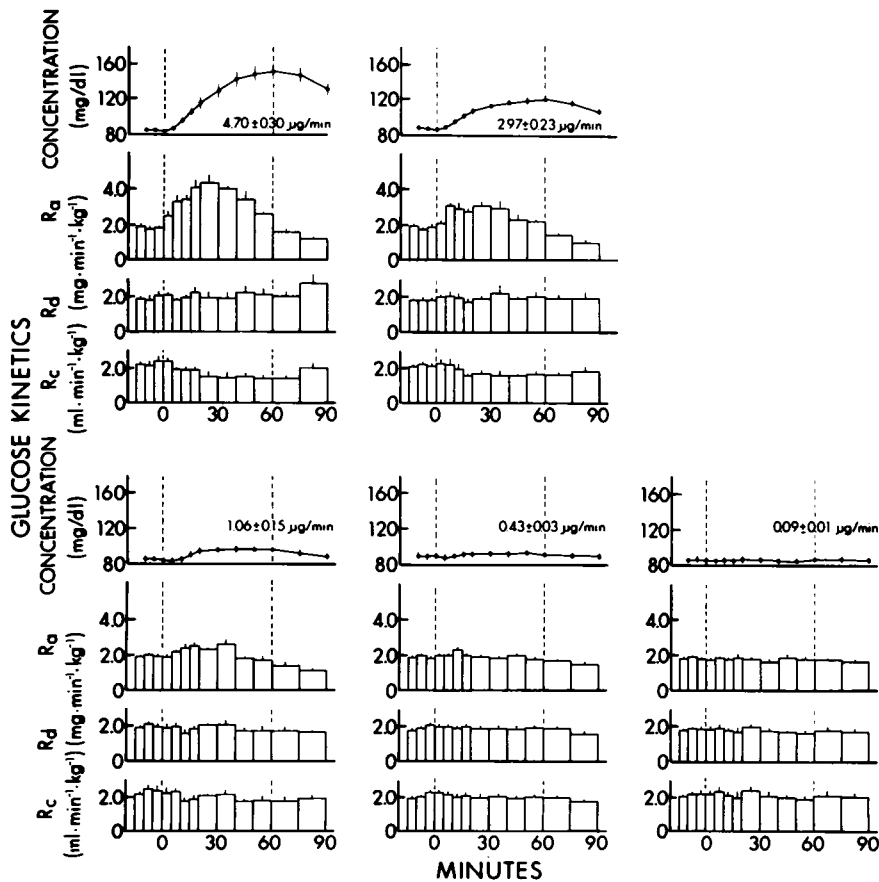 GLUCOSE KINETICS
CONCENTRATION
(mg/dl)
160
120
80
4.70±030 µg/min
160
120
80
2.97±0.23 µg/min
Ra
(mg·min⁻¹·kg⁻¹)
4.0
2.0
0
4.0
2.0
0
Rd
2.0
0
2.0
0
Rc
(ml·min⁻¹·kg⁻¹)
2.0
0
2.0
0
0 30 60 90
0 30 60 90
CONCENTRATION
(mg/dl)
160
120
80
1.06±015 µg/min
160
120
80
0.43±003 µg/min
160
120
80
0.09±0.01 µg/min
Ra
(mg·min⁻¹·kg⁻¹)
4.0
2.0
0
4.0
2.0
0
4.0
2.0
0
Rd
2.0
0
2.0
0
2.0
0
Rc
(ml·min⁻¹·kg⁻¹)
2.0
0
2.0
0
2.0
0
0 30 60 90
0 30 60 90
0 30 60 90
MINUTES